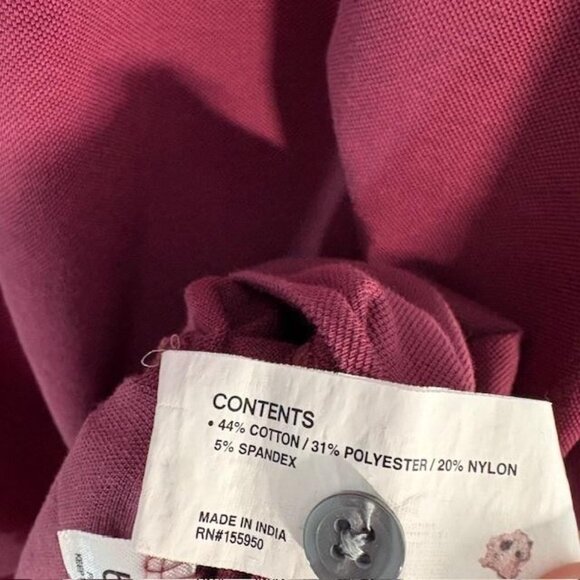 CONTENTS
• 44% COTTON / 31% POLYESTER / 20% NYLON
5% SPANDEX
MADE IN INDIA
RN#155950